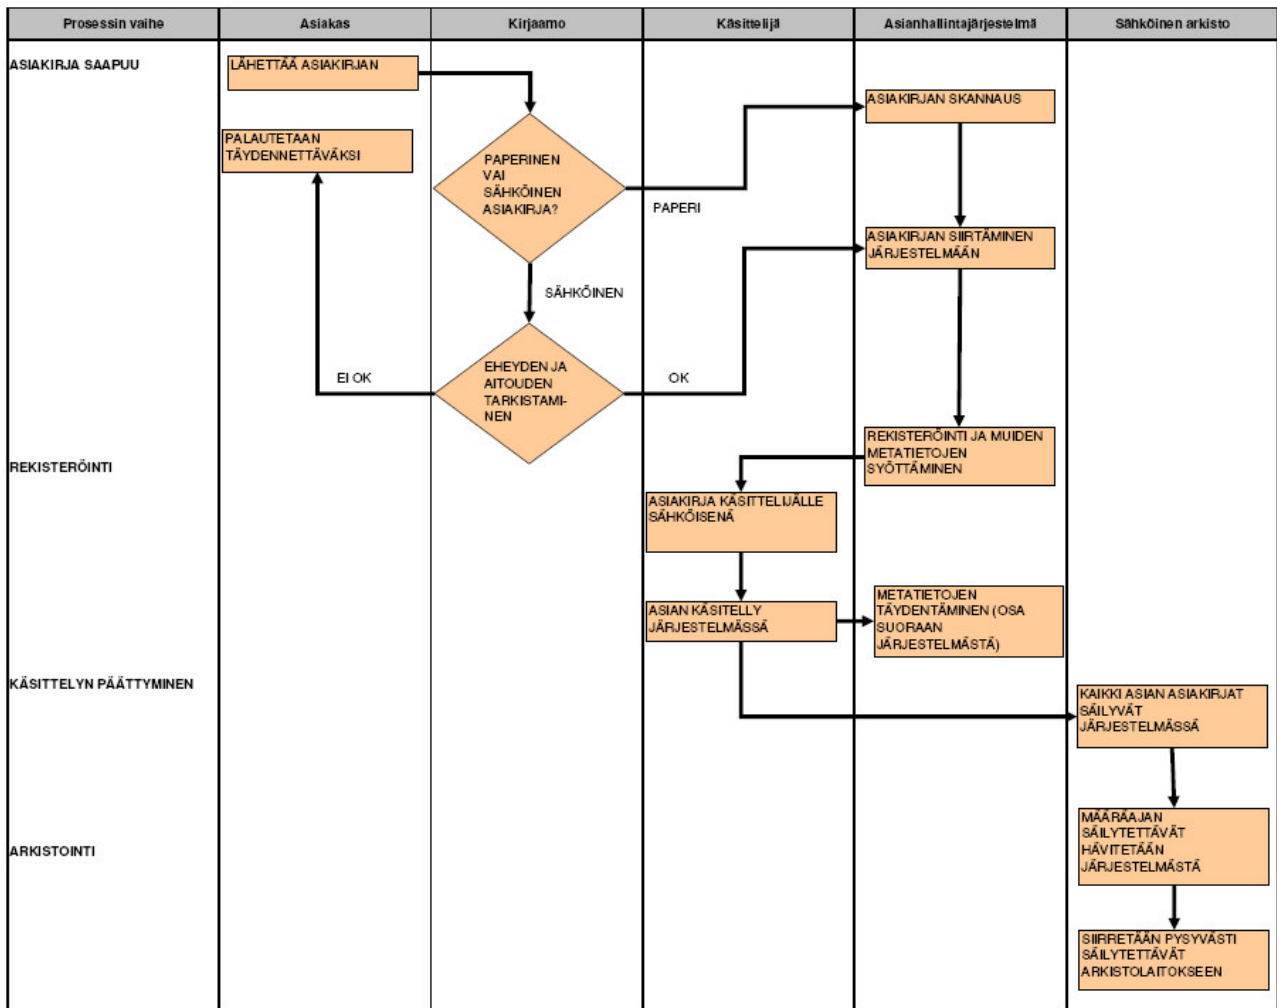 Prosessin vaihe
Asiakas
Kirjaamo
Käsittelijä
Asianhallintajärjestelmä
Sähköinen arkisto
ASIAKIRJA SAAPUU
LÄHETTÄÄ ASIAKIRJAN
ASIAKIRJAN SKANNAUS
PALAUTETAAN
TÄYDENNETTÄVÄKSI
PAPERINEN
VAI
SÄHKÖINEN
ASIAKIRJA?
PAPERI
ASIAKIRJAN SIIRTÄMINEN
JÄRJESTELMÄÄN
SÄHKÖINEN
EI OK
EHEYDEN JA
AITOUDEN
TARKISTAMI-
NEN
OK
REKISTERÖINTI JA MUIDEN
METATIETOJEN
SYÖTTÄMINEN
REKISTERÖINTI
ASIAKIRJA KÄSITTELIJÄLLE
SÄHKÖISENÄ
ASIAN KÄSITELLY
JÄRJESTELMÄSSÄ
METATIETOJEN
TÄYDENTÄMINEN (OSA
SUORAAN
JÄRJESTELMÄSTÄ)
KÄSITTELYN PÄÄTTYMINEN
KAIKKI ASIAN ASIAKIRJAT
SÄILYVÄT
JÄRJESTELMÄSSÄ
ARKISTOINTI
MÄÄRÄAJAN
SÄILYTETTÄVÄT
HÄVITETÄÄN
JÄRJESTELMÄSTÄ
SIIRRETÄÄN PYSYVÄSTI
SÄILYTETTÄVÄT
ARKISTOLAITOKSEEN